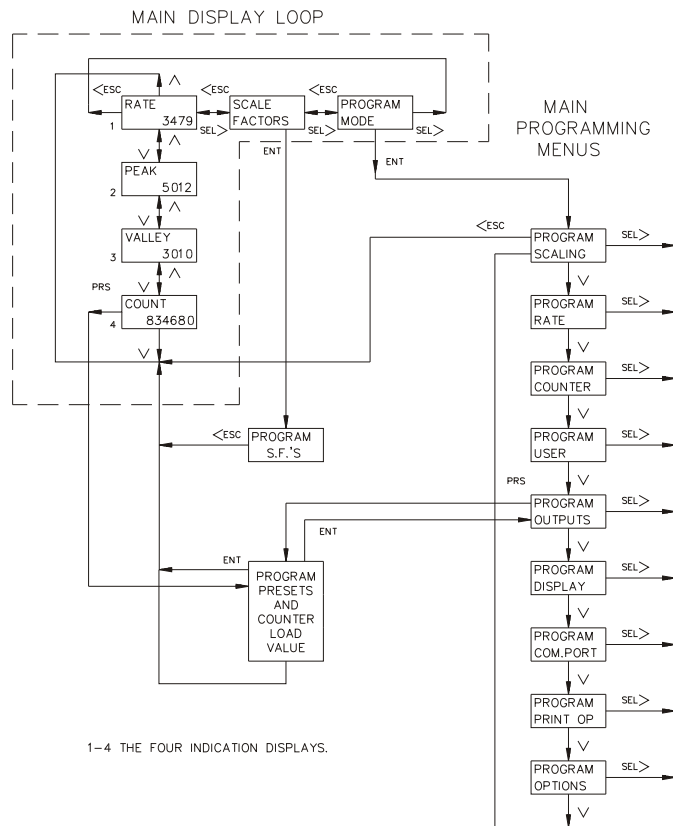 MAIN DISPLAY LOOP
<ESC
<ESC
<ESC
RATE
3479
1
SEL>
SCALE
FACTORS
SEL>
PROGRAM
MODE
SEL>
ENT
ENT
MAIN
PROGRAMMING
MENUS
PEAK
5012
2
VALLEY
3010
3
PRS
COUNT
834680
4
<ESC
PROGRAM
SCALING
SEL>
PROGRAM
RATE
SEL>
PROGRAM
COUNTER
SEL>
<ESC
PROGRAM
S.F.'S
PROGRAM
USER
SEL>
PRS
PROGRAM
OUTPUTS
SEL>
ENT
ENT
PROGRAM
PRESETS
AND
COUNTER
LOAD
VALUE
PROGRAM
DISPLAY
SEL>
PROGRAM
COM.PORT
SEL>
PROGRAM
PRINT OP
SEL>
PROGRAM
OPTIONS
SEL>
1-4 THE FOUR INDICATION DISPLAYS.